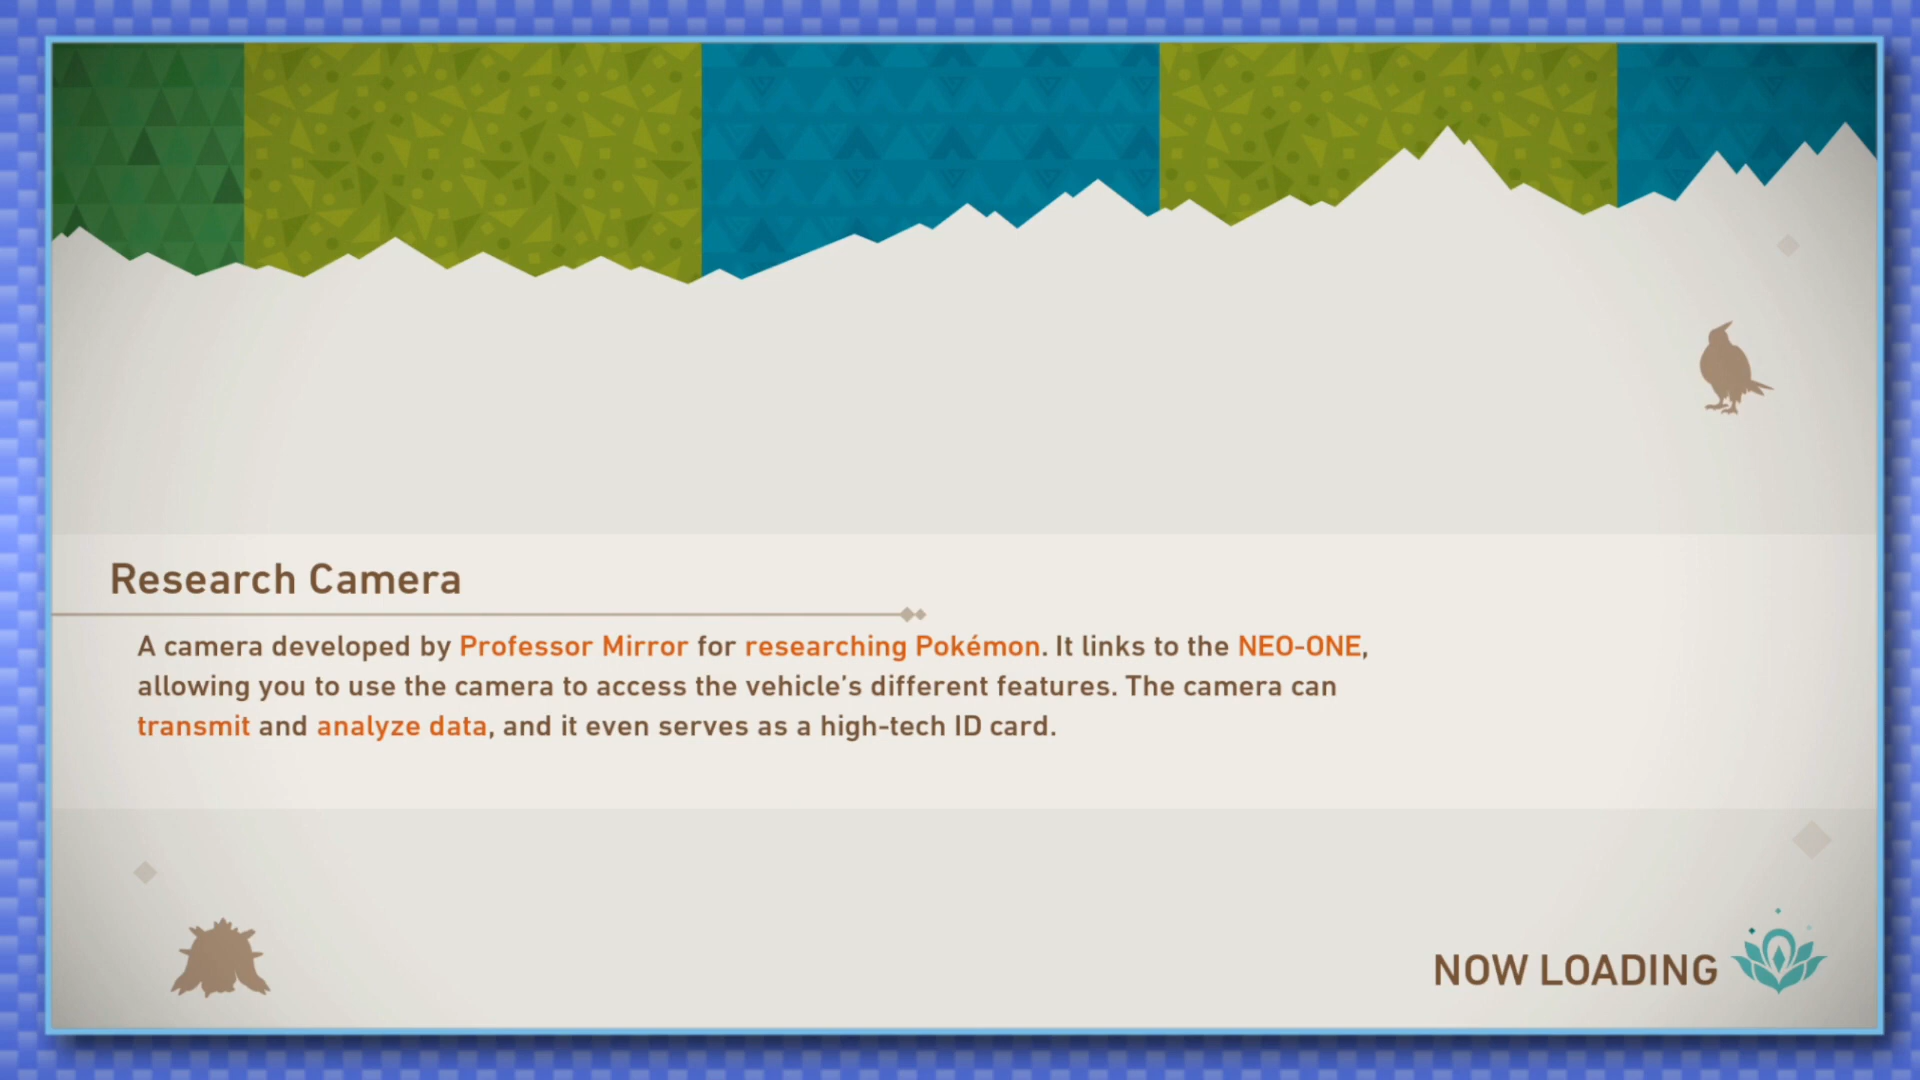 Research Camera
A camera developed by Professor Mirror for researching Pokémon. It links to the NEO-ONE,
allowing you to use the camera to access the vehicle's different features. The camera can
transmit and analyze data, and it even serves as a high-tech ID card.
NOW LOADING